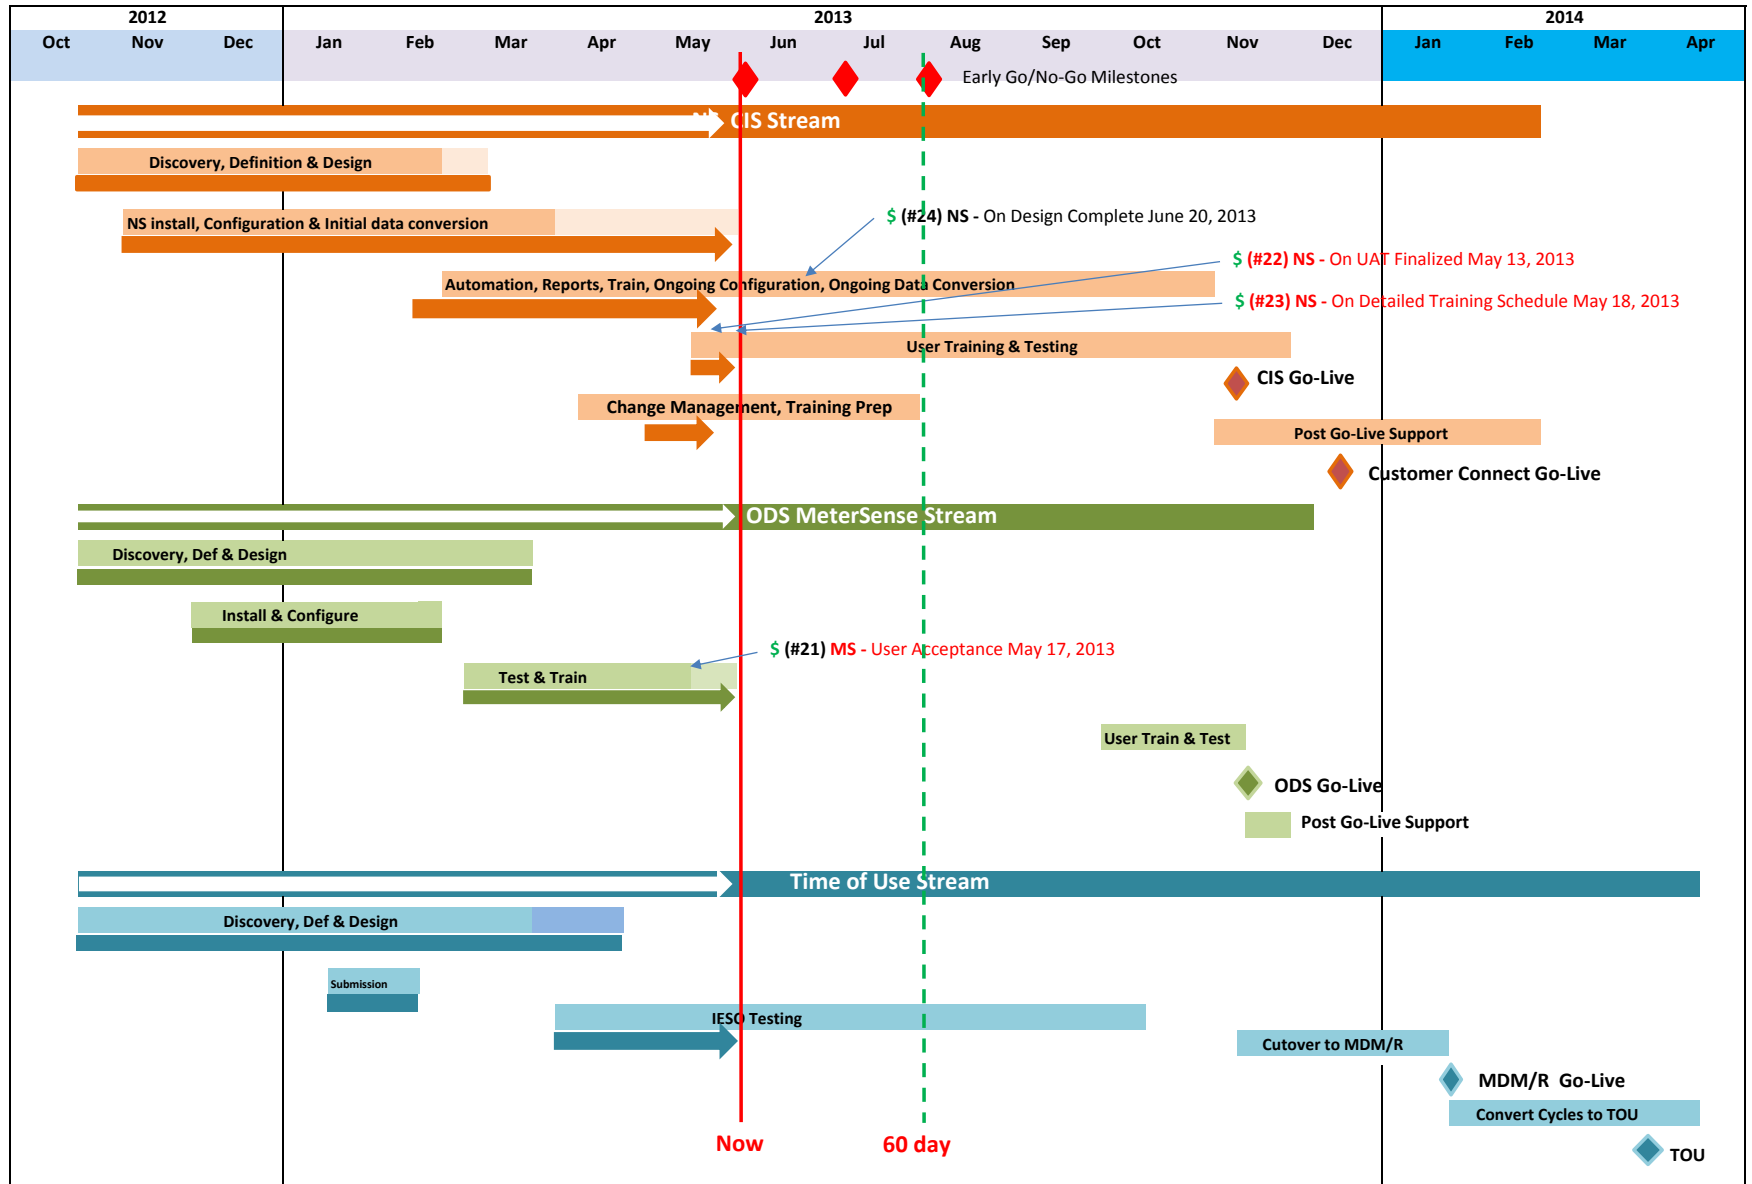 2012 2013 2014
Oct Nov Dec Jan Feb Mar Apr May Jun Jul Aug Sep Oct Nov Dec Jan Feb Mar Apr
Early Go/No-Go Milestones
CIS Stream
Discovery, Definition & Design
NS install, Configuration & Initial data conversion
$ (#24) NS - On Design Complete June 20, 2013
$ (#22) NS - On UAT Finalized May 13, 2013
Automation, Reports, Train, Ongoing Configuration, Ongoing Data Conversion
$ (#23) NS - On Detailed Training Schedule May 18, 2013
User Training & Testing
CIS Go-Live
Change Management, Training Prep
Post Go-Live Support
Customer Connect Go-Live
ODS MeterSense Stream
Discovery, Def & Design
Install & Configure
$ (#21) MS - User Acceptance May 17, 2013
Test & Train
User Train & Test
ODS Go-Live
Post Go-Live Support
Time of Use Stream
Discovery, Def & Design
Submission
IESO Testing
Cutover to MDM/R
MDM/R Go-Live
Convert Cycles to TOU
Now
60 day
TOU